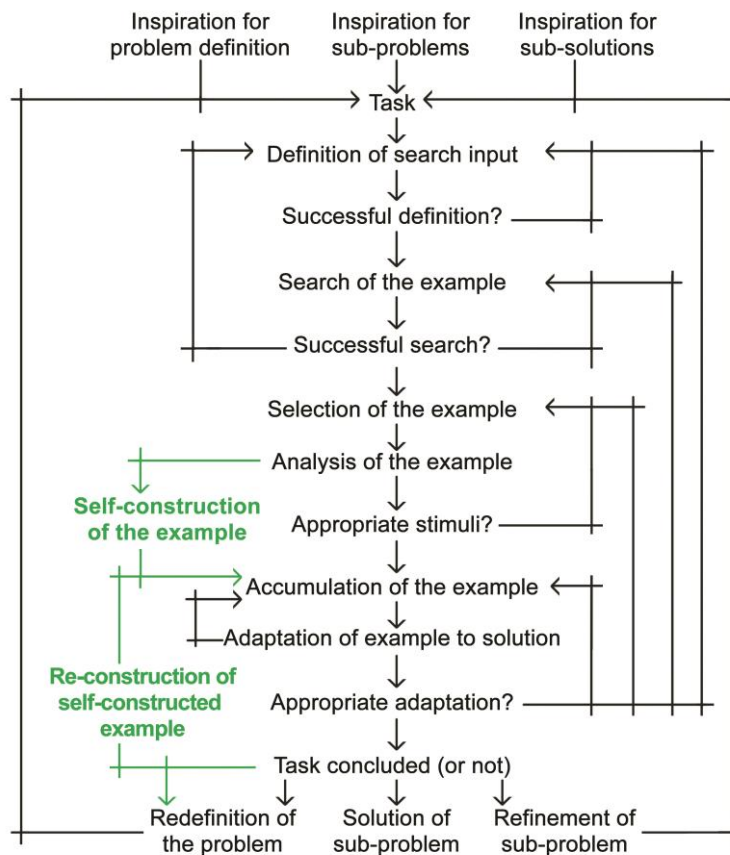 Inspiration for
problem definition
Inspiration for
sub-problems
Inspiration for
sub-solutions
Task
Definition of search input
Successful definition?
Search of the example
Successful search?
Selection of the example
Analysis of the example
Self-construction
of the example
Appropriate stimuli?
Accumulation of the example
Adaptation of example to solution
Re-construction of
self-constructed
example
Appropriate adaptation?
Task concluded (or not)
Redefinition of
the problem
Solution of
sub-problem
Refinement of
sub-problem